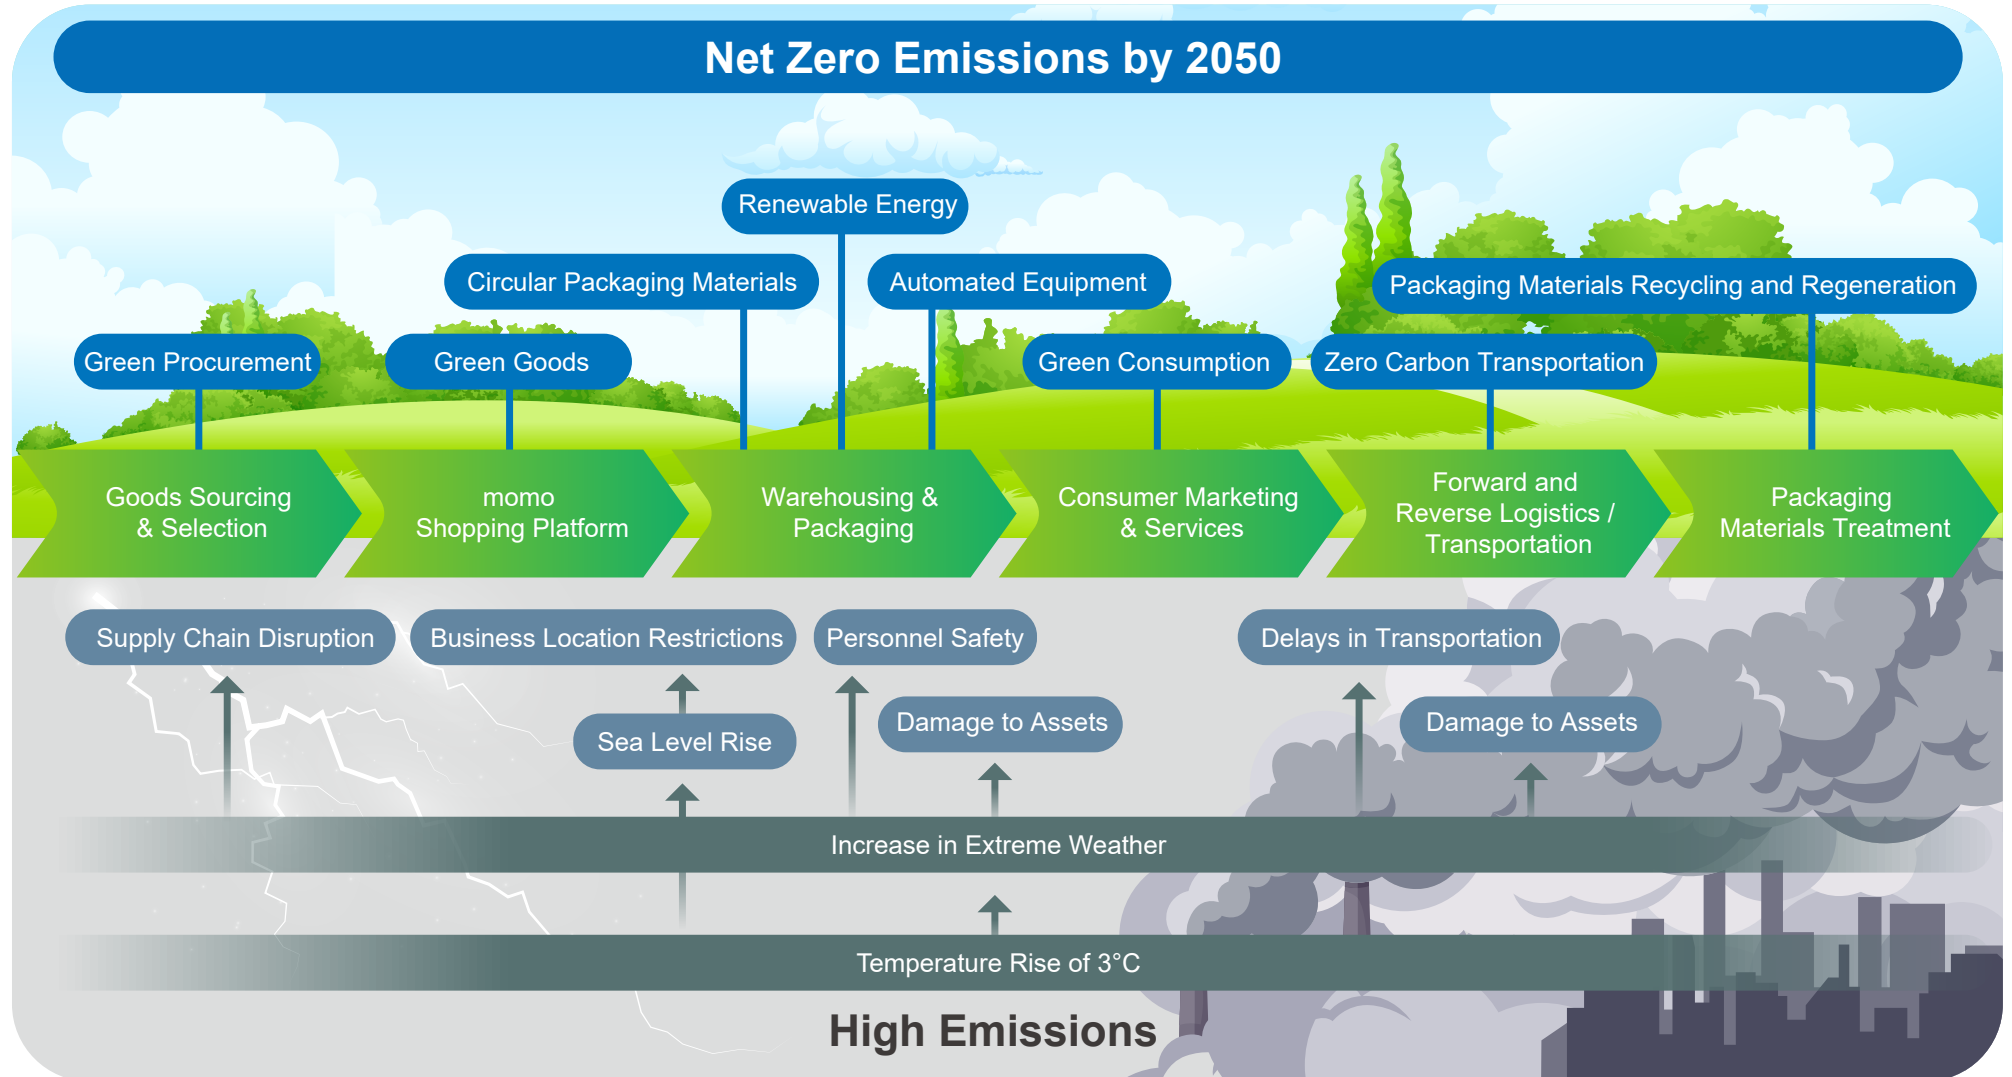 Net Zero Emissions by 2050
Renewable Energy
Circular Packaging Materials
Automated Equipment
Packaging Materials Recycling and Regeneration
Green Procurement
Green Goods
Green Consumption
Zero Carbon Transportation
Goods Sourcing
& Selection
momo
Shopping Platform
Warehousing &
Packaging
Consumer Marketing
& Services
Forward and
Reverse Logistics /
Transportation
Packaging
Materials Treatment
Supply Chain Disruption
Business Location Restrictions
Personnel Safety
Delays in Transportation
Sea Level Rise
Damage to Assets
Damage to Assets
Increase in Extreme Weather
Temperature Rise of 3°C
High Emissions